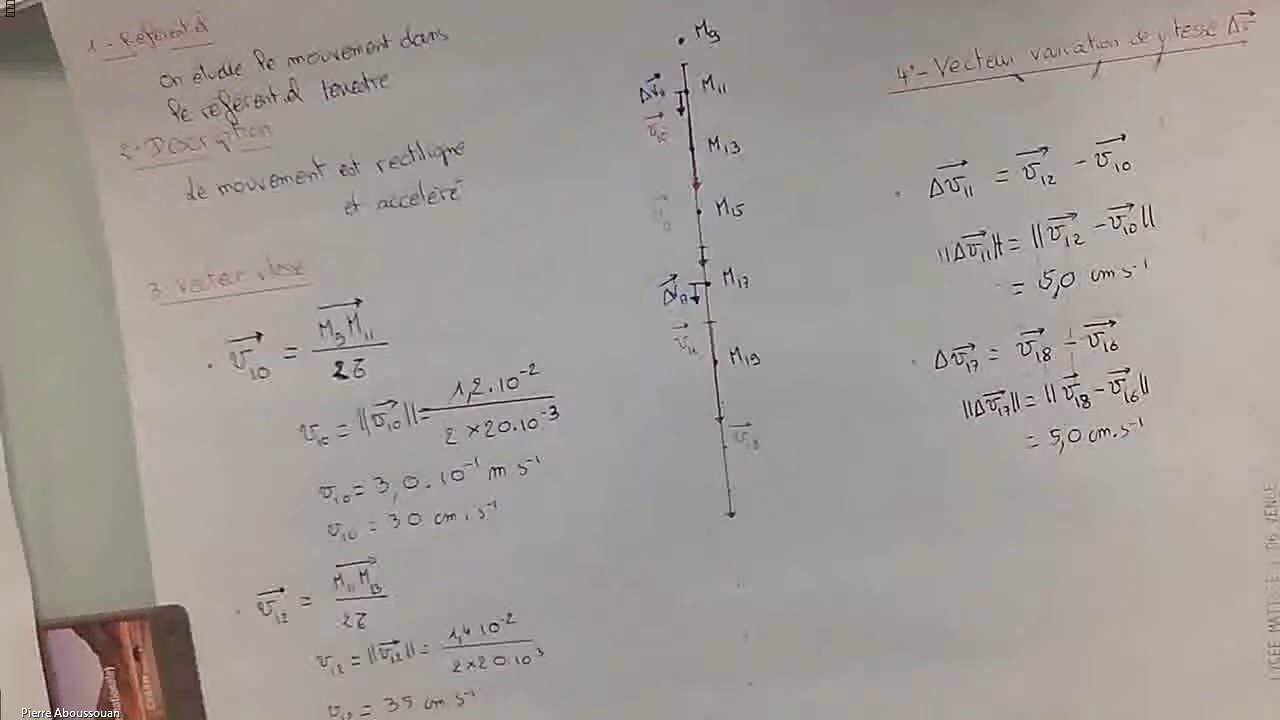 1 - Référentiel
On étudie le mouvement dans
le référentiel terrestre
2 - Description
Le mouvement est rectiligne
et accéléré
3. Vecteur vitesse
. v₁₀ = M₉M₁₁ / 2τ
v₁₀ = ||v₁₀|| = 1,2.10⁻² / 2×20.10⁻³
v₁₀ = 3,0.10⁻¹ m s⁻¹
v₁₀ = 30 cm.s⁻¹
. v₁₂ = M₁₁M₁₃ / 2τ
v₁₂ = ||v₁₂|| = 1,4 10⁻² / 2×20.10⁻³
v₁₂ = 35 cm s⁻¹
M₉
M₁₁
Δv₁₁
v₁₀
M₁₃
M₁₅
M₁₇
Δv₁₇
v₁₆
M₁₉
v₁₈
4°- Vecteur variation de vitesse Δv
. Δv₁₁ = v₁₂ - v₁₀
||Δv₁₁|| = ||v₁₂ - v₁₀||
= 5,0 cm s⁻¹
. Δv₁₇ = v₁₈ - v₁₆
||Δv₁₇|| = ||v₁₈ - v₁₆||
= 5,0 cm.s⁻¹
Pierre Aboussouan